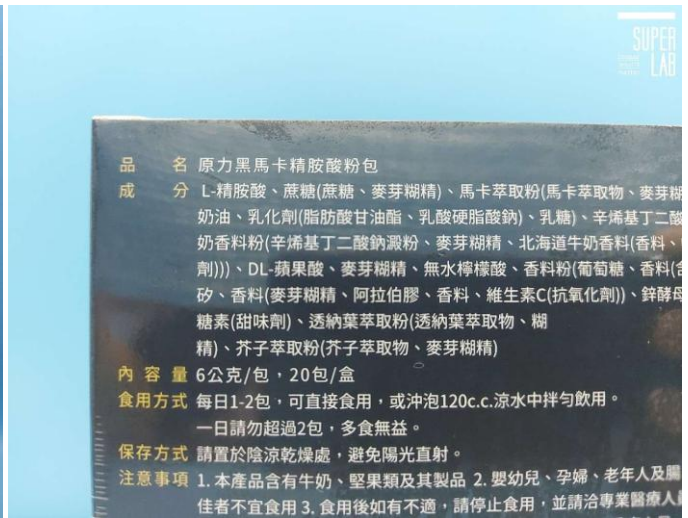 SUPER
LAB
品名 原力黑馬卡精胺酸粉包
成分 L-精胺酸、蔗糖(蔗糖、麥芽糊精)、馬卡萃取粉(馬卡萃取物、麥芽糊
奶油、乳化劑(脂肪酸甘油酯、乳酸硬脂酸鈉)、乳糖)、辛烯基丁二酸
奶香料粉(辛烯基丁二酸鈉澱粉、麥芽糊精、北海道牛奶香料(香料、
劑)))、DL-蘋果酸、麥芽糊精、無水檸檬酸、香料粉(葡萄糖、香料(含
矽、香料(麥芽糊精、阿拉伯膠、香料、維生素C(抗氧化劑))、鋅酵母
糖素(甜味劑)、透納葉萃取粉(透納葉萃取物、糊
精)、芥子萃取粉(芥子萃取物、麥芽糊精)
內容量 6公克/包，20包/盒
食用方式 每日1-2包，可直接食用，或沖泡120c.c.涼水中拌勻飲用。
一日請勿超過2包，多食無益。
保存方式 請置於陰涼乾燥處，避免陽光直射。
注意事項 1. 本產品含有牛奶、堅果類及其製品 2. 嬰幼兒、孕婦、老年人及腸
佳者不宜食用 3. 食用後如有不適，請停止食用，並請洽專業醫療人員